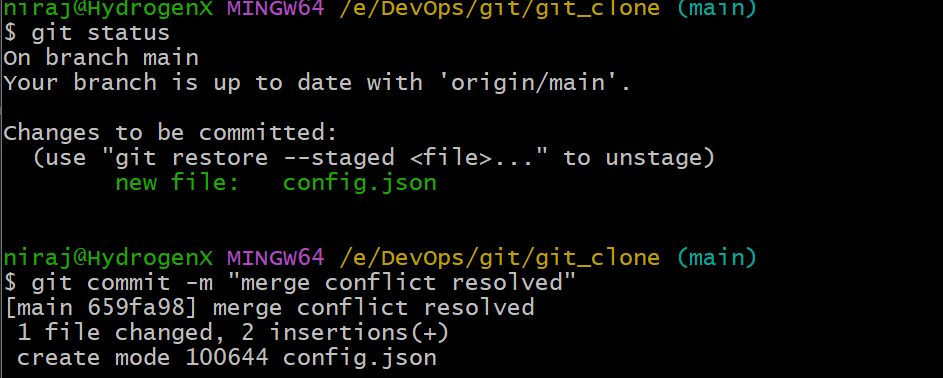 niraj@HydrogenX MINGW64 /e/DevOps/git/git_clone (main)
$ git status
On branch main
Your branch is up to date with 'origin/main'.
Changes to be committed:
  (use "git restore --staged <file>..." to unstage)
        new file:   config.json
niraj@HydrogenX MINGW64 /e/DevOps/git/git_clone (main)
$ git commit -m "merge conflict resolved"
[main 659fa98] merge conflict resolved
 1 file changed, 2 insertions(+)
 create mode 100644 config.json